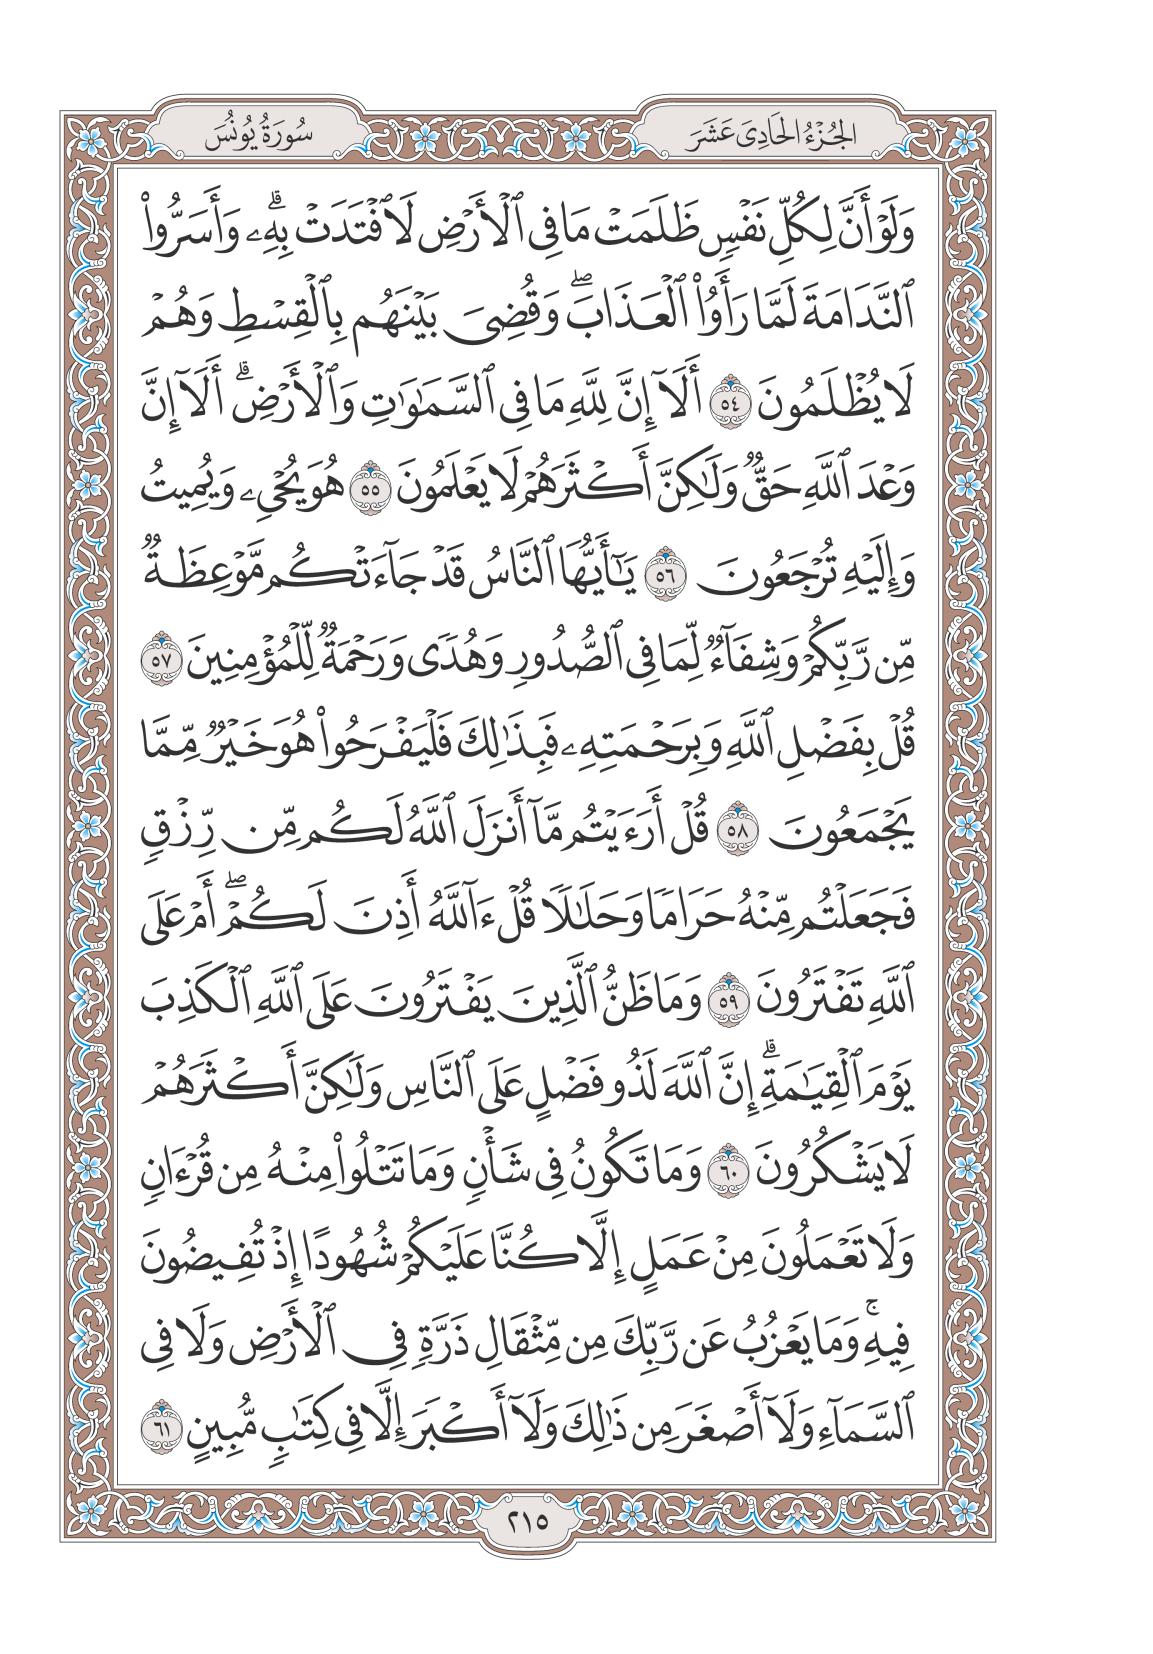 الجُزْءُ الحَادِي عَشَرَ
سُورَةُ يُونُسَ
وَلَوۡ أَنَّ لِكُلِّ نَفۡسٖ ظَلَمَتۡ مَا فِي ٱلۡأَرۡضِ لَٱفۡتَدَتۡ بِهِۦۗ وَأَسَرُّواْ
ٱلنَّدَامَةَ لَمَّا رَأَوُاْ ٱلۡعَذَابَۖ وَقُضِيَ بَيۡنَهُم بِٱلۡقِسۡطِ وَهُمۡ
لَا يُظۡلَمُونَ ٥٤ أَلَآ إِنَّ لِلَّهِ مَا فِي ٱلسَّمَٰوَٰتِ وَٱلۡأَرۡضِۗ أَلَآ إِنَّ
وَعۡدَ ٱللَّهِ حَقّٞ وَلَٰكِنَّ أَكۡثَرَهُمۡ لَا يَعۡلَمُونَ ٥٥ هُوَ يُحۡيِۦ وَيُمِيتُ
وَإِلَيۡهِ تُرۡجَعُونَ ٥٦ يَٰٓأَيُّهَا ٱلنَّاسُ قَدۡ جَآءَتۡكُم مَّوۡعِظَةٞ
مِّن رَّبِّكُمۡ وَشِفَآءٞ لِّمَا فِي ٱلصُّدُورِ وَهُدٗى وَرَحۡمَةٞ لِّلۡمُؤۡمِنِينَ ٥٧
قُلۡ بِفَضۡلِ ٱللَّهِ وَبِرَحۡمَتِهِۦ فَبِذَٰلِكَ فَلۡيَفۡرَحُواْ هُوَ خَيۡرٞ مِّمَّا
يَجۡمَعُونَ ٥٨ قُلۡ أَرَءَيۡتُم مَّآ أَنزَلَ ٱللَّهُ لَكُم مِّن رِّزۡقٖ
فَجَعَلۡتُم مِّنۡهُ حَرَامٗا وَحَلَٰلٗا قُلۡ ءَآللَّهُ أَذِنَ لَكُمۡۖ أَمۡ عَلَى
ٱللَّهِ تَفۡتَرُونَ ٥٩ وَمَا ظَنُّ ٱلَّذِينَ يَفۡتَرُونَ عَلَى ٱللَّهِ ٱلۡكَذِبَ
يَوۡمَ ٱلۡقِيَٰمَةِۗ إِنَّ ٱللَّهَ لَذُو فَضۡلٍ عَلَى ٱلنَّاسِ وَلَٰكِنَّ أَكۡثَرَهُمۡ
لَا يَشۡكُرُونَ ٦٠ وَمَا تَكُونُ فِي شَأۡنٖ وَمَا تَتۡلُواْ مِنۡهُ مِن قُرۡءَانٖ
وَلَا تَعۡمَلُونَ مِنۡ عَمَلٍ إِلَّا كُنَّا عَلَيۡكُمۡ شُهُودًا إِذۡ تُفِيضُونَ
فِيهِۚ وَمَا يَعۡزُبُ عَن رَّبِّكَ مِن مِّثۡقَالِ ذَرَّةٖ فِي ٱلۡأَرۡضِ وَلَا فِي
ٱلسَّمَآءِ وَلَآ أَصۡغَرَ مِن ذَٰلِكَ وَلَآ أَكۡبَرَ إِلَّا فِي كِتَٰبٖ مُّبِينٍ ٦١
٢١٥